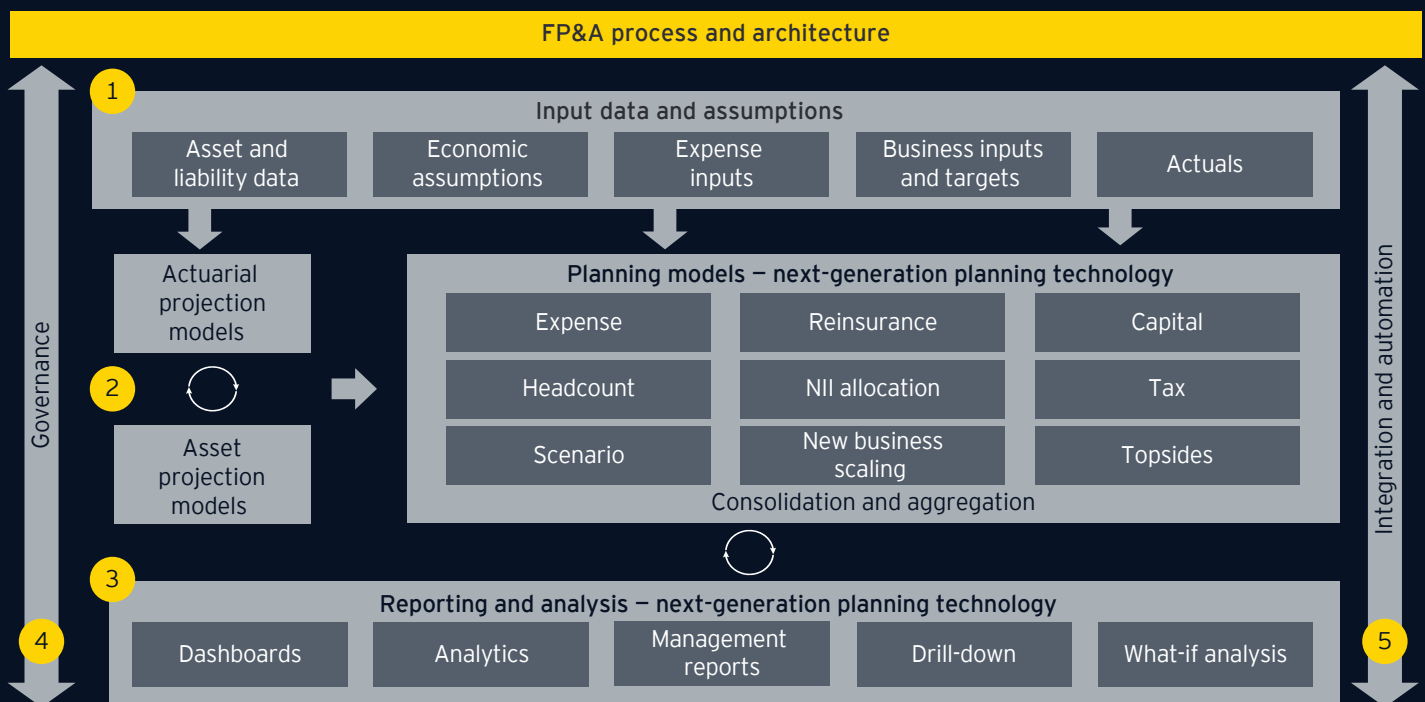 FP&A process and architecture
1
Input data and assumptions
Asset and
liability data
Economic
assumptions
Expense
inputs
Business inputs
and targets
Actuals
Actuarial
projection
models
2
Asset
projection
models
Planning models – next-generation planning technology
Expense
Reinsurance
Capital
Headcount
NII allocation
Tax
Scenario
New business
scaling
Topsides
Consolidation and aggregation
3
Reporting and analysis – next-generation planning technology
Dashboards
Analytics
Management
reports
Drill-down
What-if analysis
Governance
4
Integration and automation
5